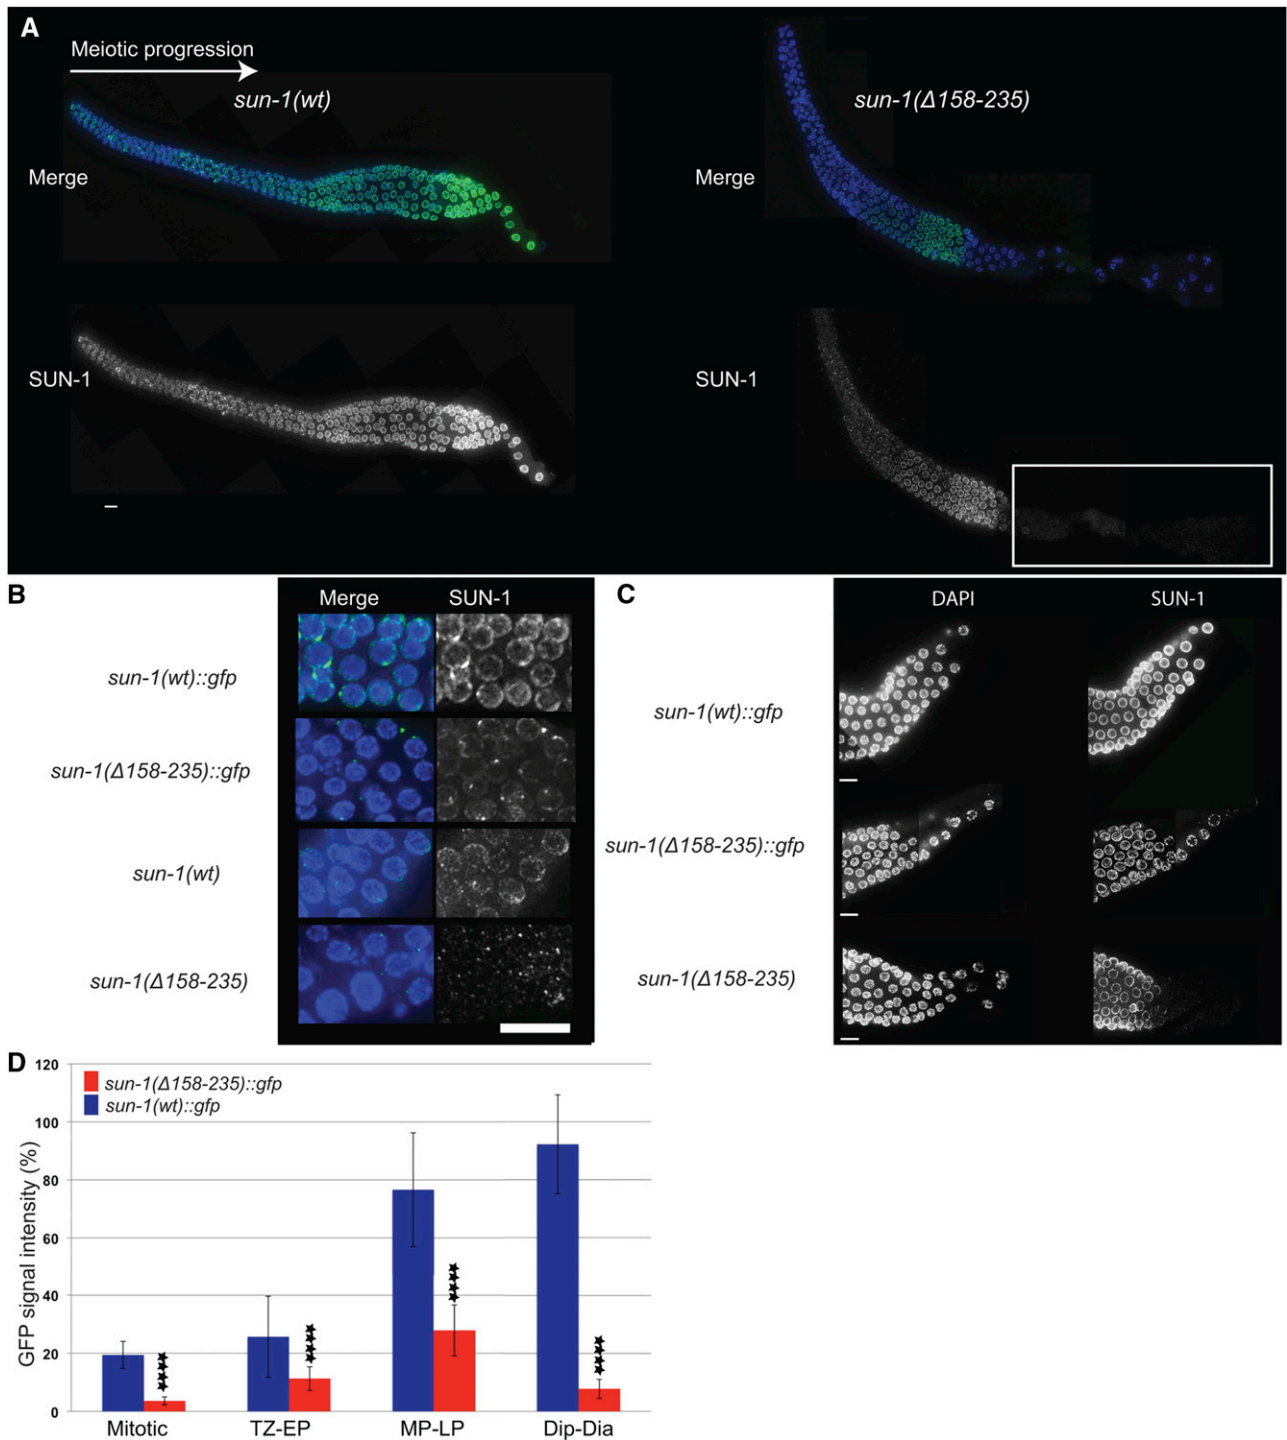 A
Meiotic progression
sun-1(wt)
sun-1(Δ158-235)
Merge
Merge
SUN-1
SUN-1
B
Merge
SUN-1
sun-1(wt)::gfp
sun-1(Δ158-235)::gfp
sun-1(wt)
sun-1(Δ158-235)
C
DAPI
SUN-1
sun-1(wt)::gfp
sun-1(Δ158-235)::gfp
sun-1(Δ158-235)
D
sun-1(Δ158-235)::gfp
sun-1(wt)::gfp
GFP signal intensity (%)
120
100
80
60
40
20
0
Mitotic
TZ-EP
MP-LP
Dip-Dia